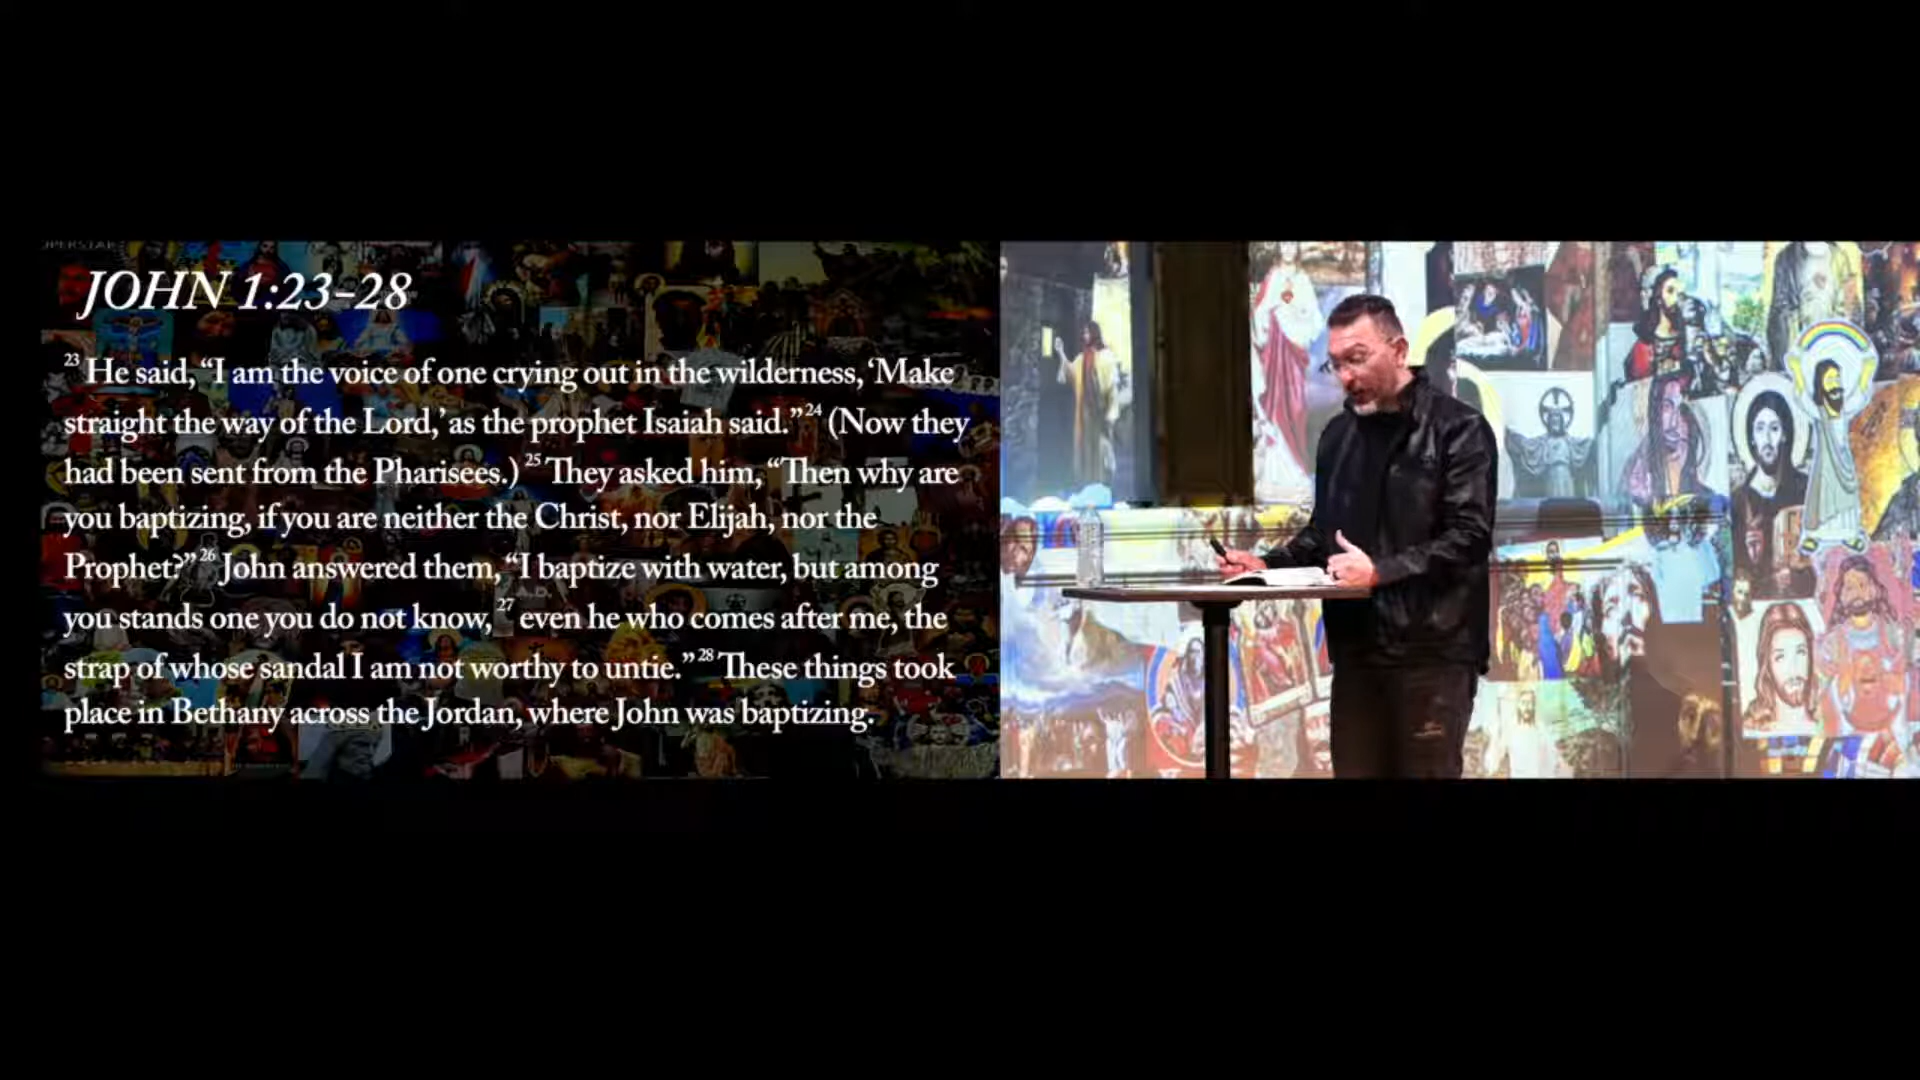 JOHN 1:23-28
23 He said, “I am the voice of one crying out in the wilderness, ‘Make
straight the way of the Lord,’ as the prophet Isaiah said.” 24 (Now they
had been sent from the Pharisees.) 25 They asked him, “Then why are
you baptizing, if you are neither the Christ, nor Elijah, nor the
Prophet?” 26 John answered them, “I baptize with water, but among
you stands one you do not know, 27 even he who comes after me, the
strap of whose sandal I am not worthy to untie.” 28 These things took
place in Bethany across the Jordan, where John was baptizing.
A.D.